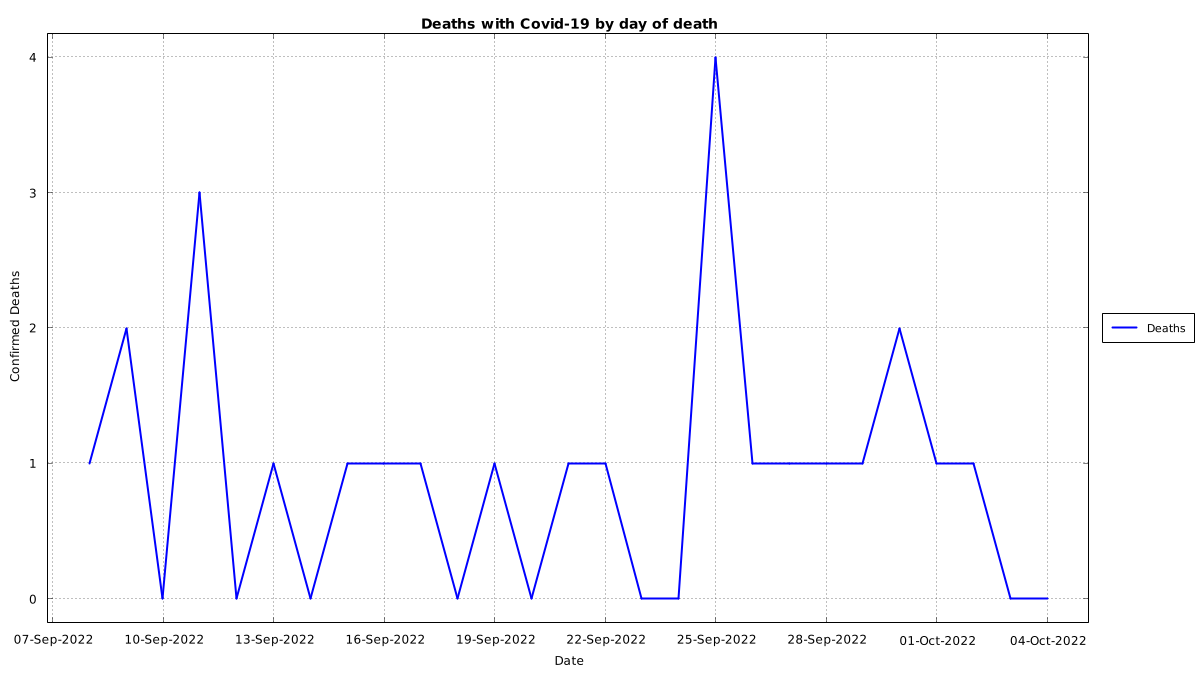 Deaths with Covid-19 by day of death
4
3
2
1
0
Confirmed Deaths
07-Sep-2022 10-Sep-2022 13-Sep-2022 16-Sep-2022 19-Sep-2022 22-Sep-2022 25-Sep-2022 28-Sep-2022 01-Oct-2022 04-Oct-2022
Date
Deaths